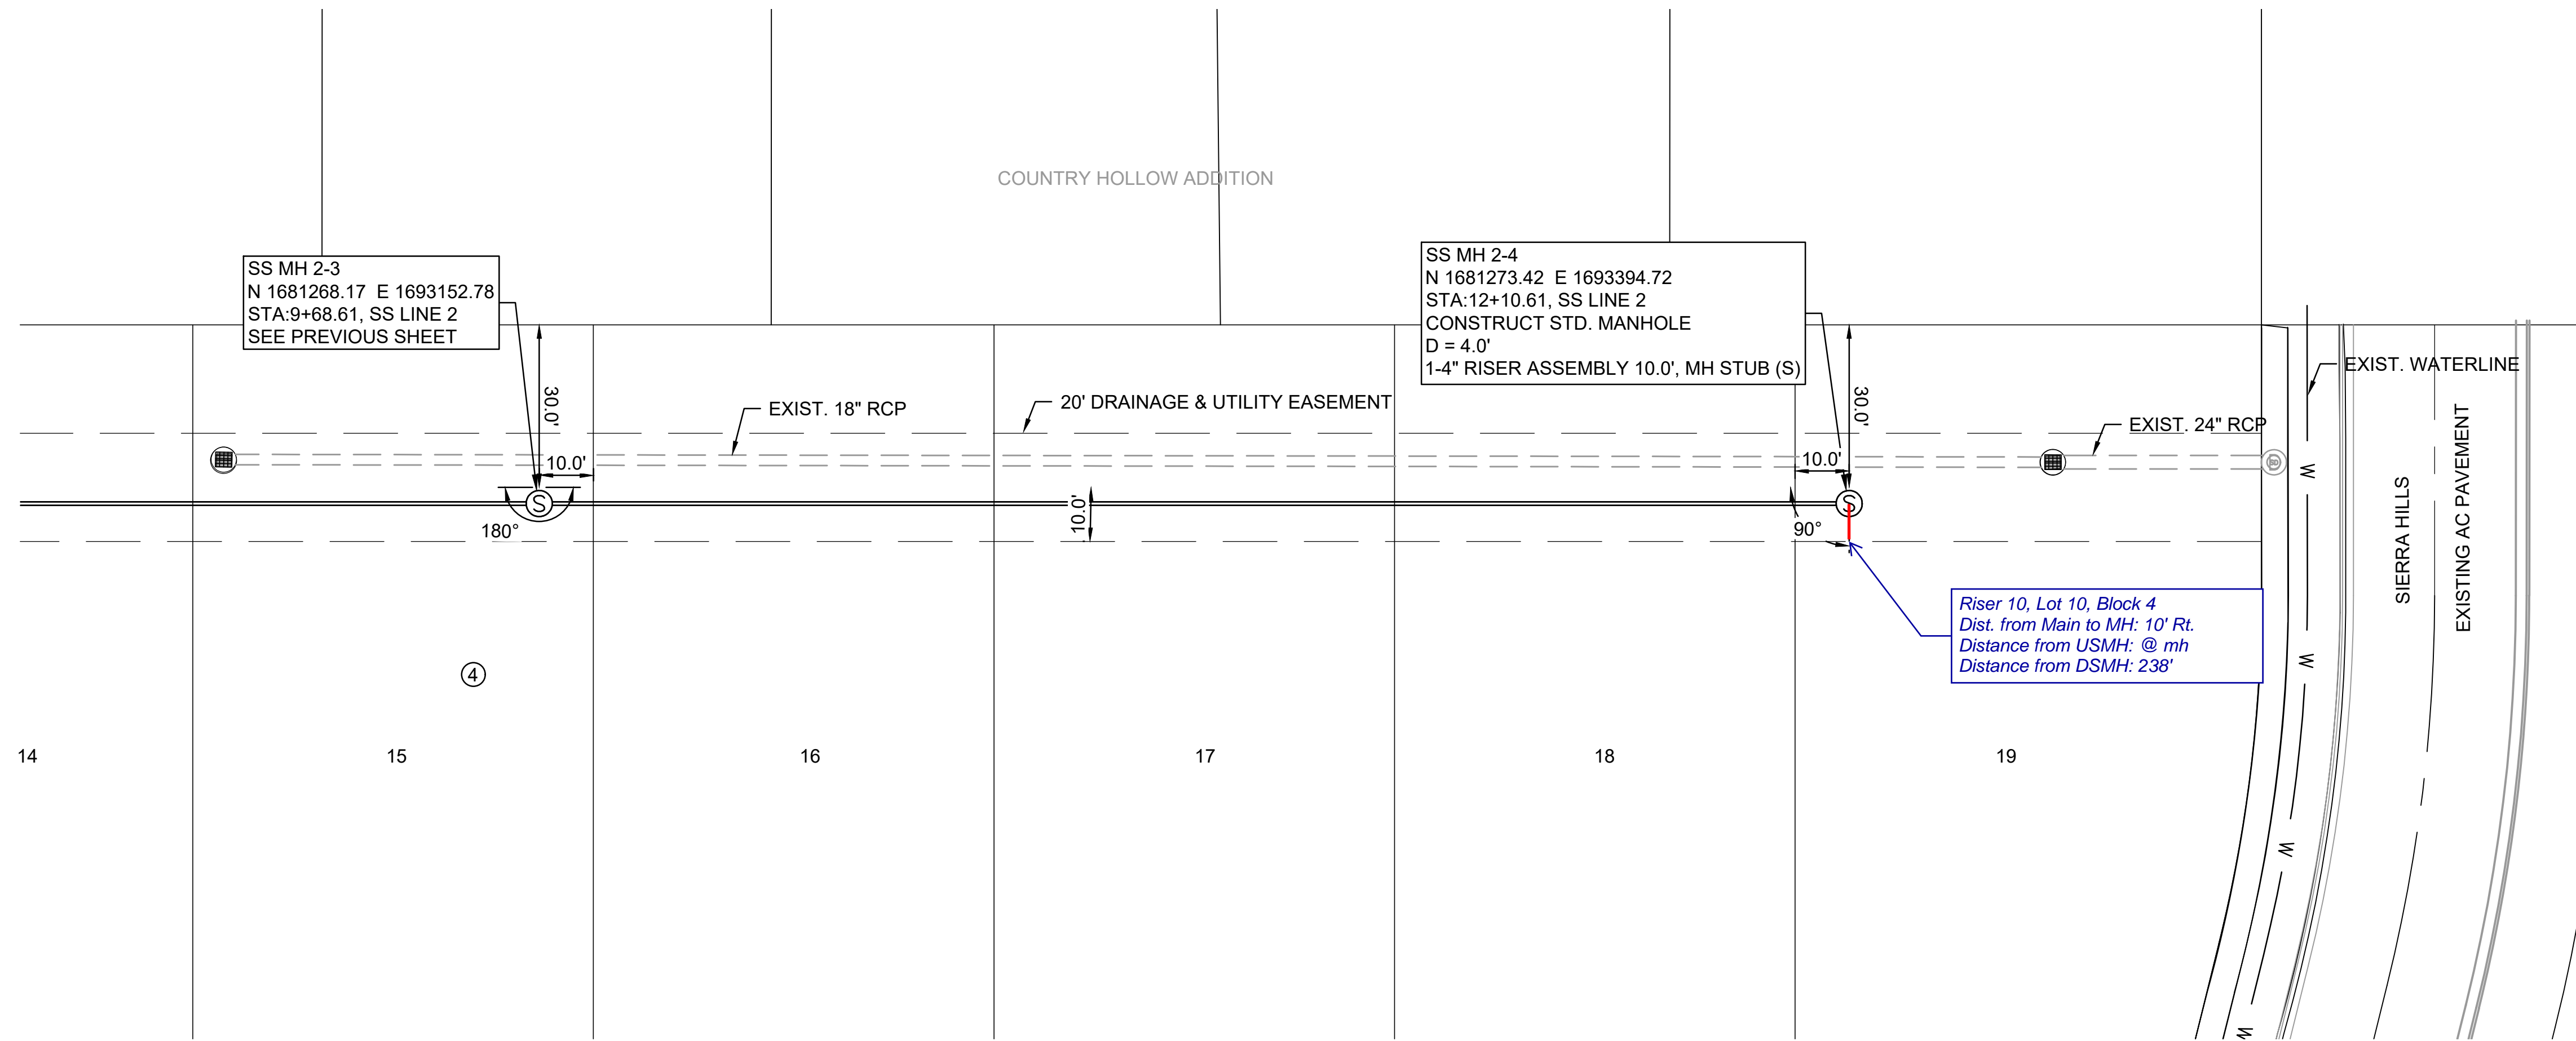 COUNTRY HOLLOW ADDITION
SS MH 2-3
N 1681268.17  E 1693152.78
STA:9+68.61, SS LINE 2
SEE PREVIOUS SHEET
SS MH 2-4
N 1681273.42  E 1693394.72
STA:12+10.61, SS LINE 2
CONSTRUCT STD. MANHOLE
D = 4.0'
1-4" RISER ASSEMBLY 10.0', MH STUB (S)
EXIST. WATERLINE
30.0'
EXIST. 18" RCP
20' DRAINAGE & UTILITY EASEMENT
30.0'
EXIST. 24" RCP
10.0'
10.0'
SD
W
S
180°
10.0'
S
90°
SIERRA HILLS
EXISTING AC PAVEMENT
Riser 10, Lot 10, Block 4
Dist. from Main to MH: 10' Rt.
Distance from USMH: @ mh
Distance from DSMH: 238'
W
4
14
15
16
17
18
19
W
W